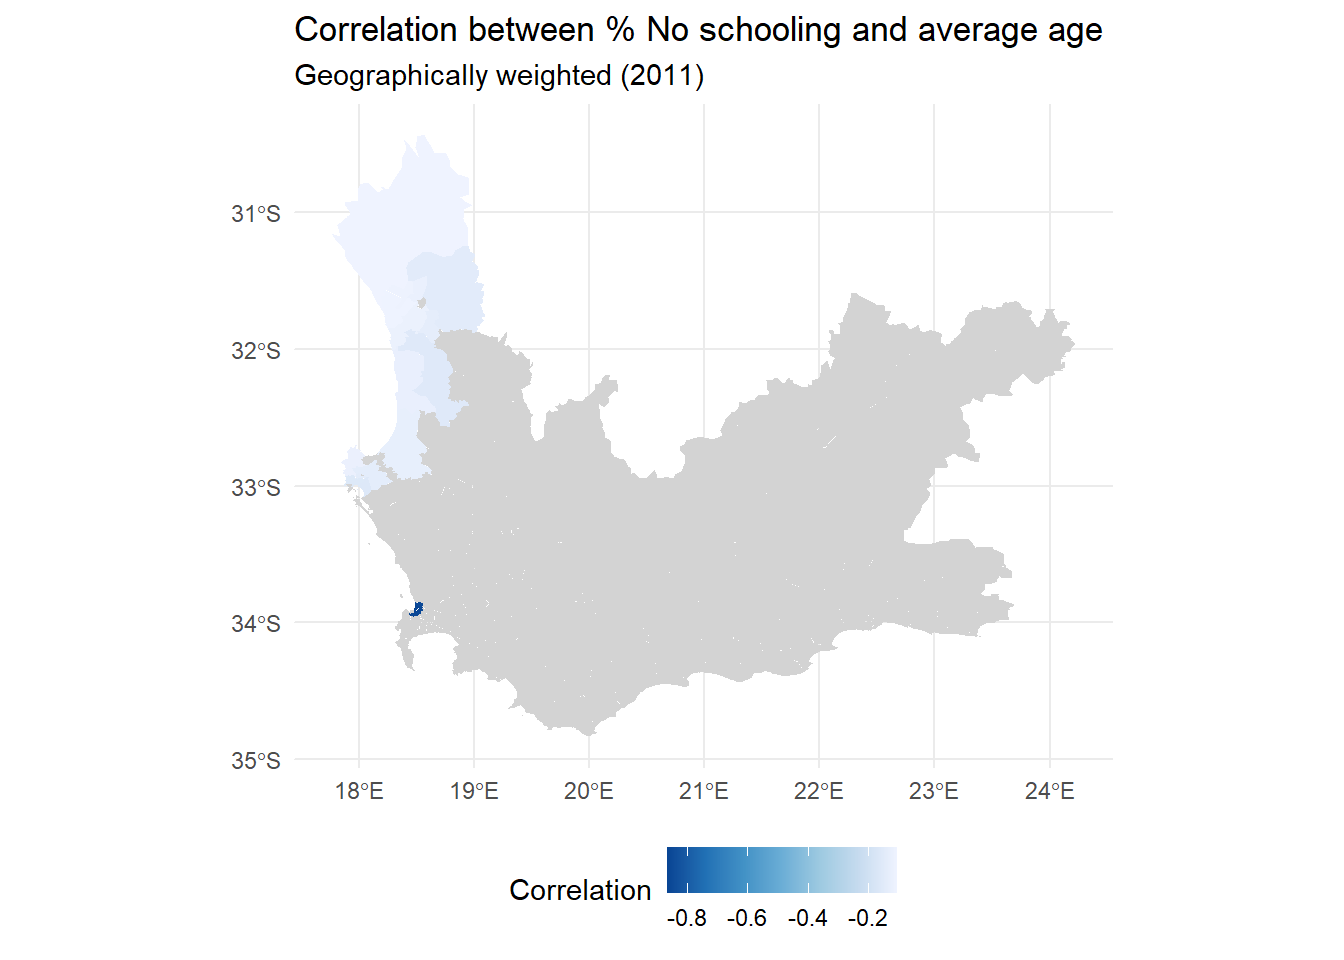 Correlation between % No schooling and average age
Geographically weighted (2011)
31°S
32°S
33°S
34°S
35°S
18°E 19°E 20°E 21°E 22°E 23°E 24°E
Correlation
-0.8 -0.6 -0.4 -0.2